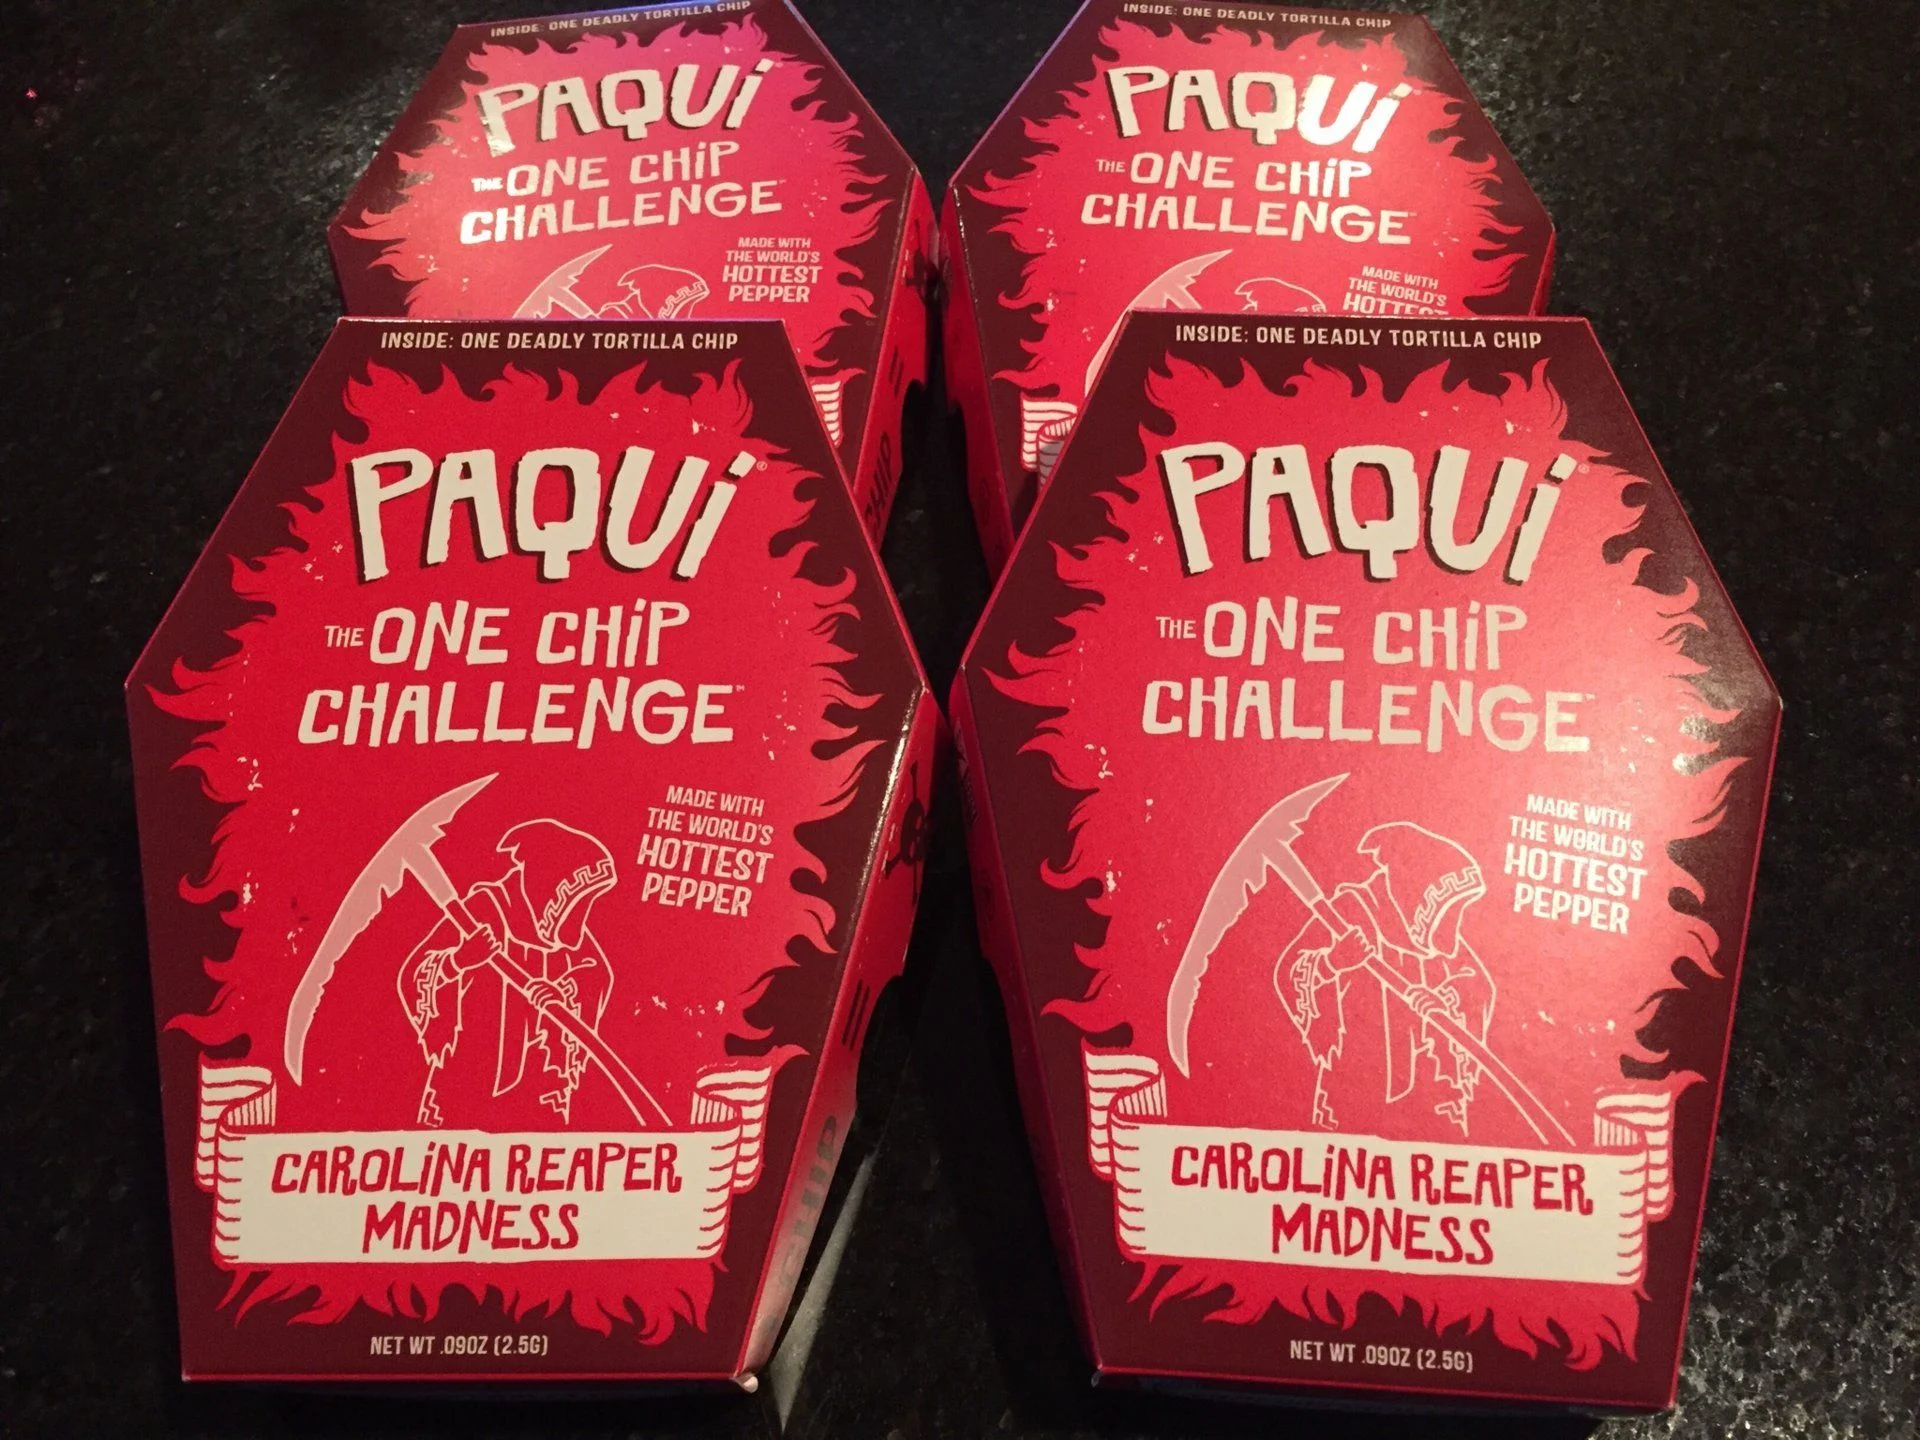 INSIDE: ONE DEADLY TORTILLA CHIP
PAQUi
THE ONE CHiP
CHALLENGE
MADE WITH
THE WORLD'S
HOTTEST
PEPPER
INSIDE: ONE DEADLY TORTILLA CHIP
PAQUi
THE ONE CHiP
CHALLENGE
MADE WITH
THE WORLD'S
HOTTEST
INSIDE: ONE DEADLY TORTILLA CHIP
PAQUi®
THE ONE CHiP
CHALLENGE™
MADE WITH
THE WORLD'S
HOTTEST
PEPPER
CAROLiNA REAPER
MADNESS
NET WT .09OZ (2.5G)
CHIP
INSIDE: ONE DEADLY TORTILLA CHIP
PAQUi®
THE ONE CHiP
CHALLENGE
MADE WITH
THE WORLD'S
HOTTEST
PEPPER
CAROLiNA REAPER
MADNESS
NET WT .09OZ (2.5G)